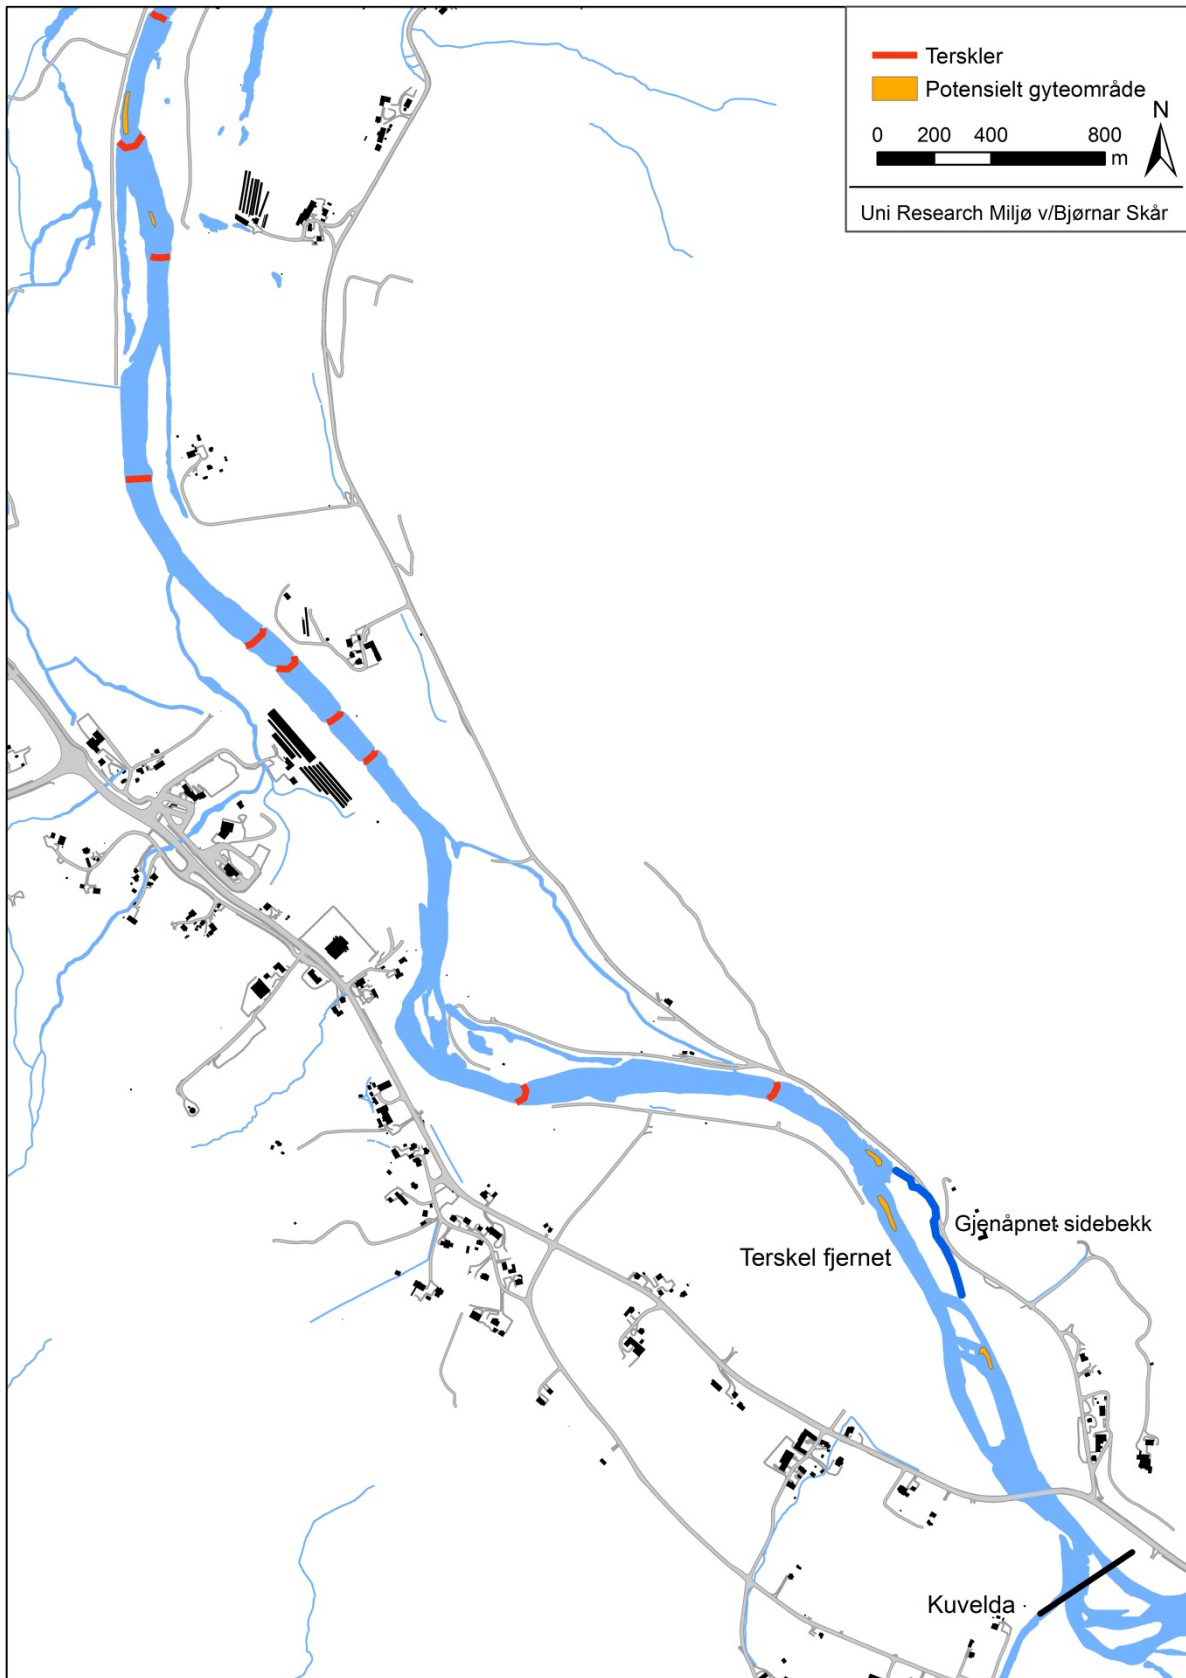 Terskler
Potensielt gyteområde
N
0 200 400 800
m
Uni Research Miljø v/Bjørnar Skår
Gjenåpnet sidebekk
Terskel fjernet
Kuvelda